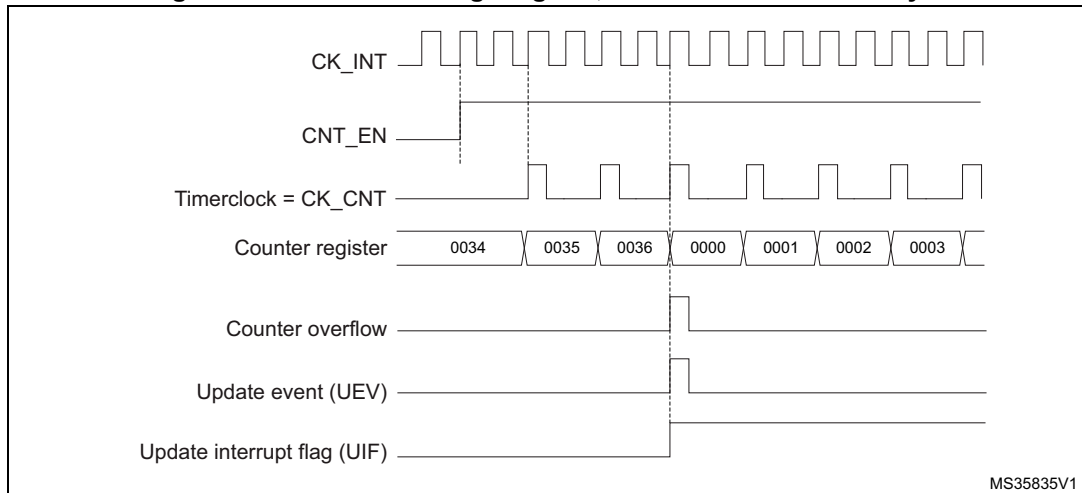 CK_INT
CNT_EN
Timerclock = CK_CNT
Counter register 0034 0035 0036 0000 0001 0002 0003
Counter overflow
Update event (UEV)
Update interrupt flag (UIF)
MS35835V1